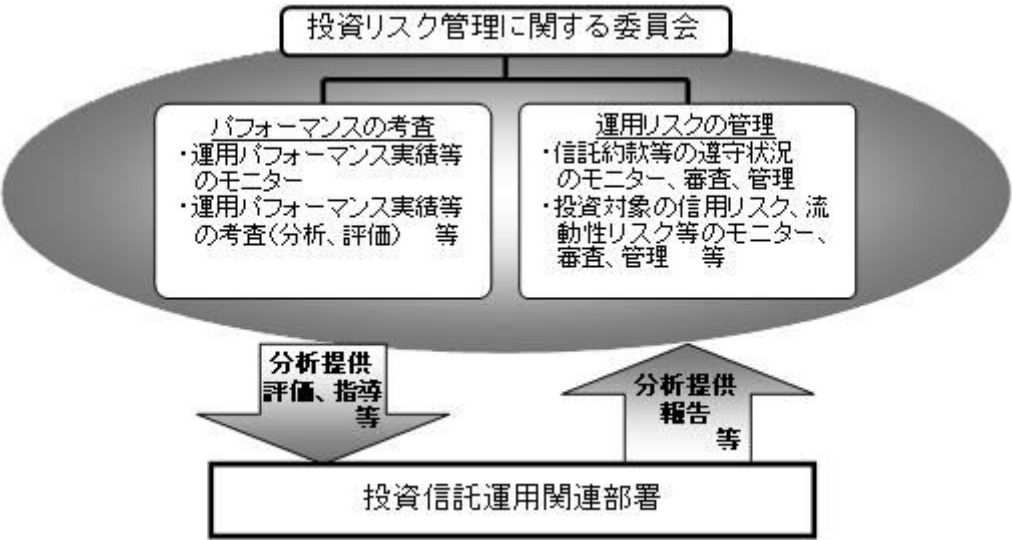 投資リスク管理に関する委員会
パフォーマンスの考査
・運用パフォーマンス実績等
のモニター
・運用パフォーマンス実績等
の考査(分析、評価)　等
運用リスクの管理
・信託約款等の遵守状況
のモニター、審査、管理
・投資対象の信用リスク、流
動性リスク等のモニター、
審査、管理　等
分析提供
評価、指導
等
分析提供
報告
等
投資信託運用関連部署